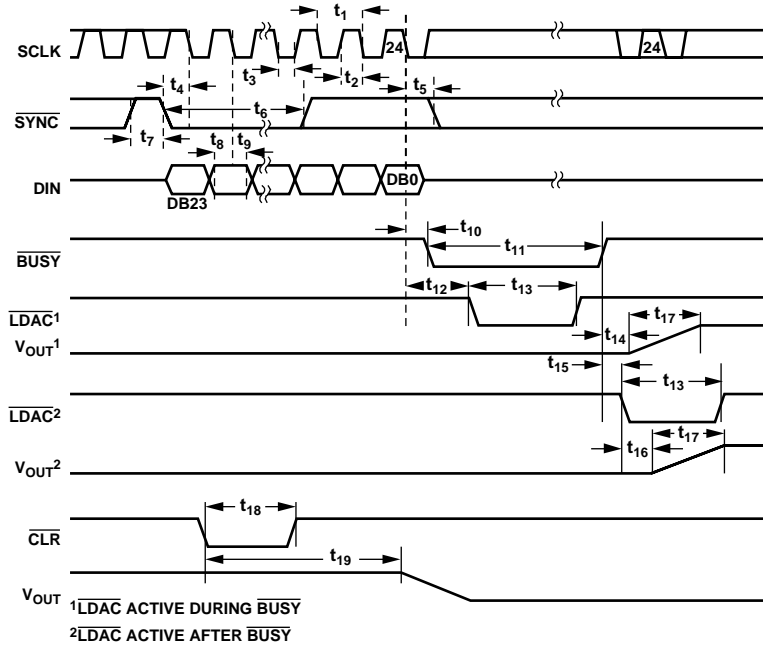 t1
SCLK 24 24
t3 t2
t4 t5
t6
SYNC
t7 t8 t9
DIN DB0
DB23
t10
t11
BUSY
t12 t13
LDAC1 t17
t14
VOUT1
t15 t13
LDAC2
t17
t16
VOUT2
t18
CLR
t19
VOUT
1LDAC ACTIVE DURING BUSY
2LDAC ACTIVE AFTER BUSY